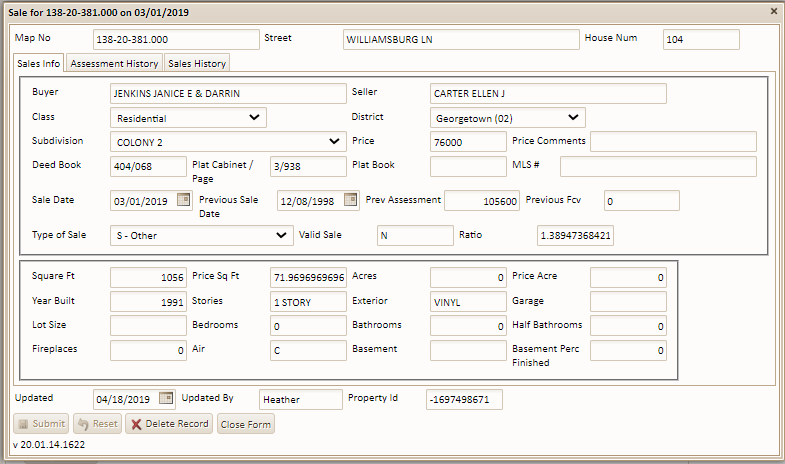 Sale for 138-20-381.000 on 03/01/2019
Map No 138-20-381.000 Street WILLIAMSBURG LN House Num 104
Sales Info Assessment History Sales History
Buyer JENKINS JANICE E & DARRIN Seller CARTER ELLEN J
Class Residential District Georgetown (02)
Subdivision COLONY 2 Price 76000 Price Comments
Deed Book 404/068 Plat Cabinet / Page 3/938 Plat Book MLS #
Sale Date 03/01/2019 Previous Sale Date 12/08/1998 Prev Assessment 105600 Previous Fcv 0
Type of Sale S - Other Valid Sale N Ratio 1.38947368421
Square Ft 1056 Price Sq Ft 71.9696969696 Acres 0 Price Acre 0
Year Built 1991 Stories 1 STORY Exterior VINYL Garage
Lot Size Bedrooms 0 Bathrooms 0 Half Bathrooms 0
Fireplaces 0 Air C Basement Basement Perc Finished 0
Updated 04/18/2019 Updated By Heather Property Id -1697498671
Submit Reset Delete Record Close Form
v 20.01.14.1622